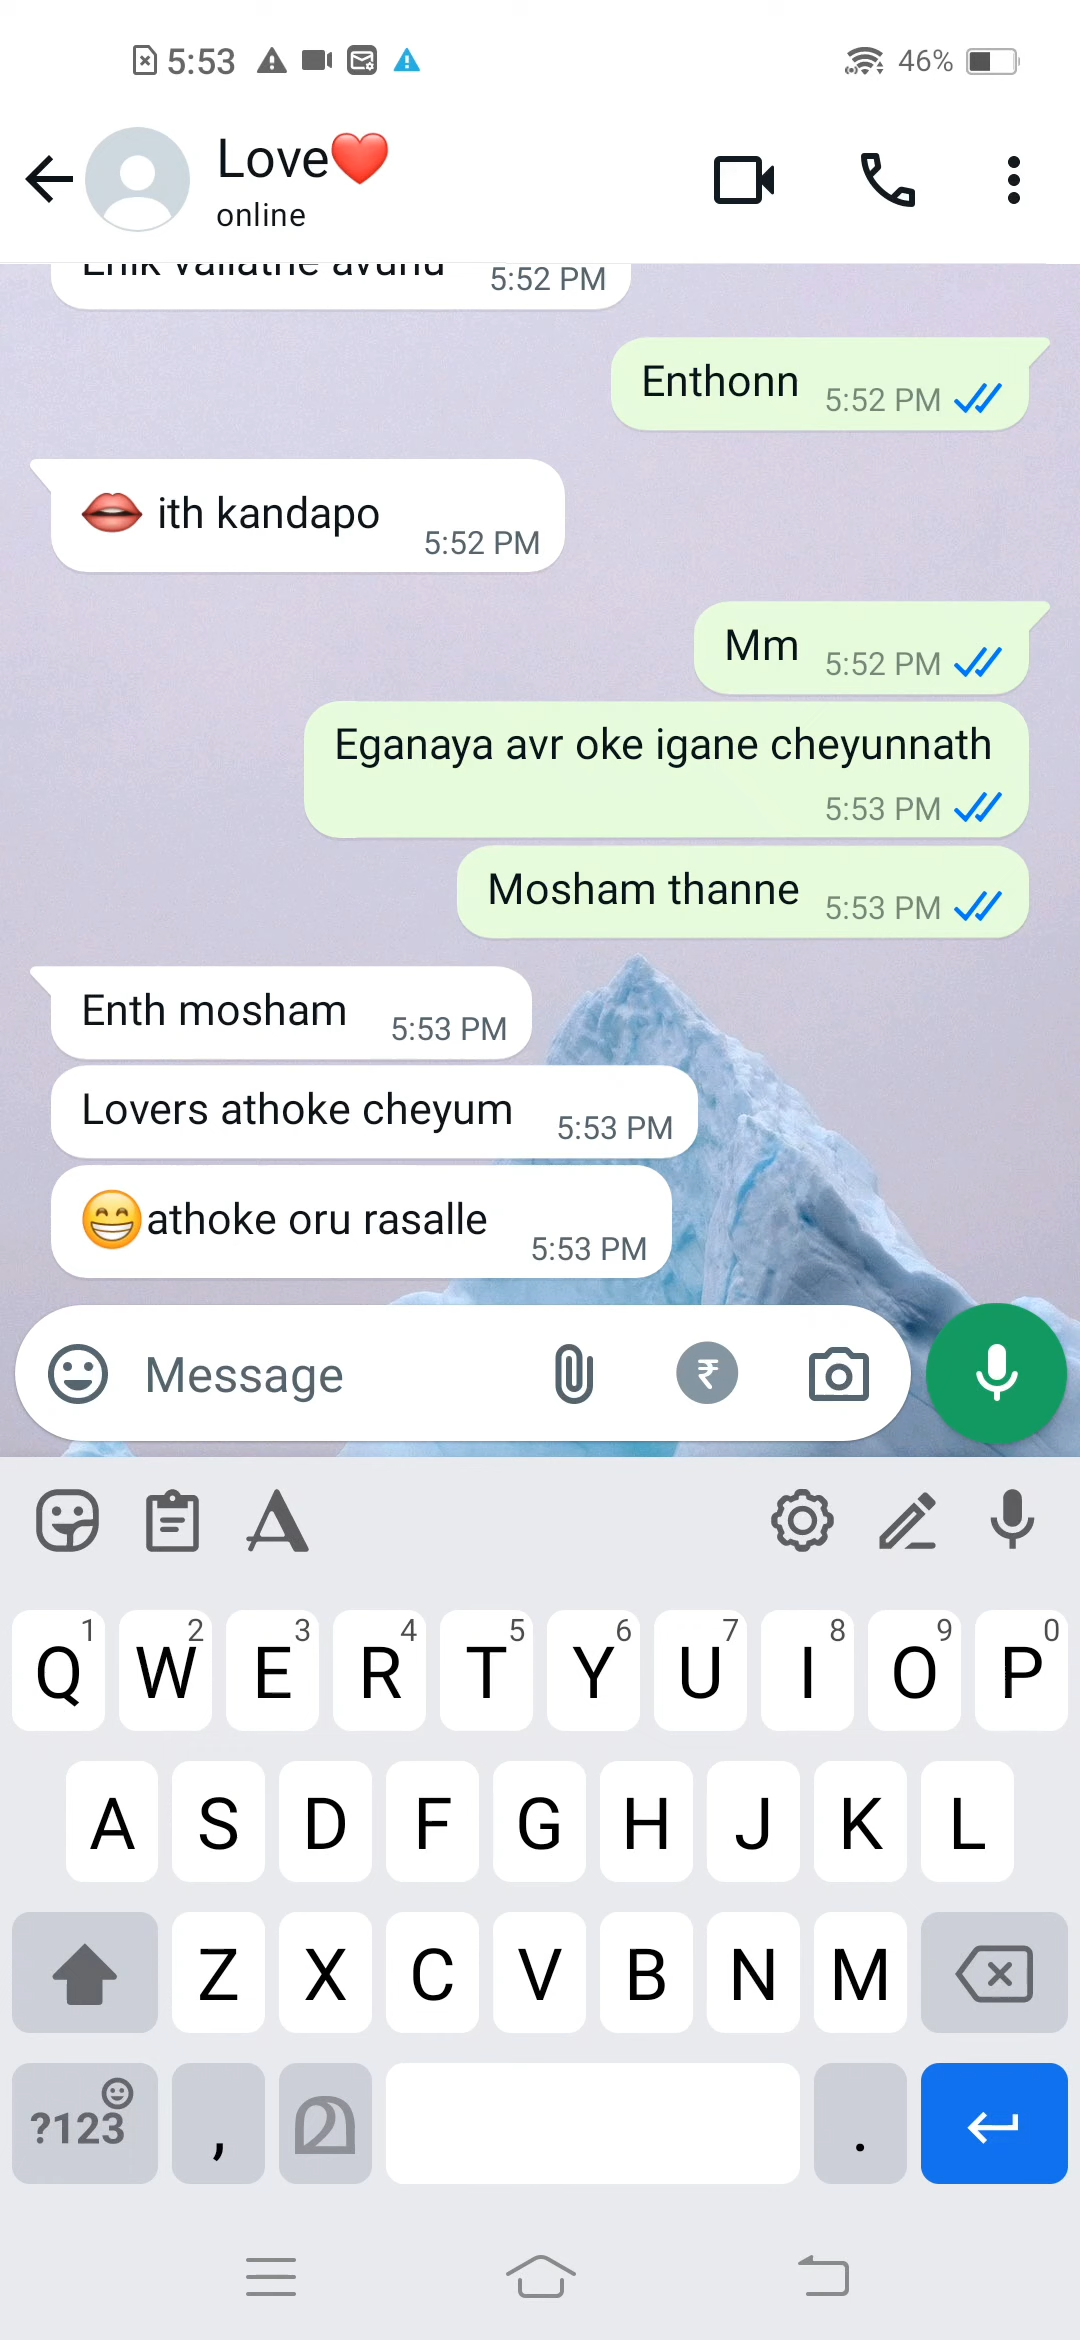 5:53
46%
Love❤️
online
Enik vallathe avunu 5:52 PM
Enthonn 5:52 PM
👄 ith kandapo 5:52 PM
Mm 5:52 PM
Eganaya avr oke igane cheyunnath
5:53 PM
Mosham thanne 5:53 PM
Enth mosham 5:53 PM
Lovers athoke cheyum 5:53 PM
😁athoke oru rasalle 5:53 PM
Message ₹
A
Q 1 W 2 E 3 R 4 T 5 Y 6 U 7 I 8 O 9 P 0
A S D F G H J K L
Z X C V B N M
?123 , മ .